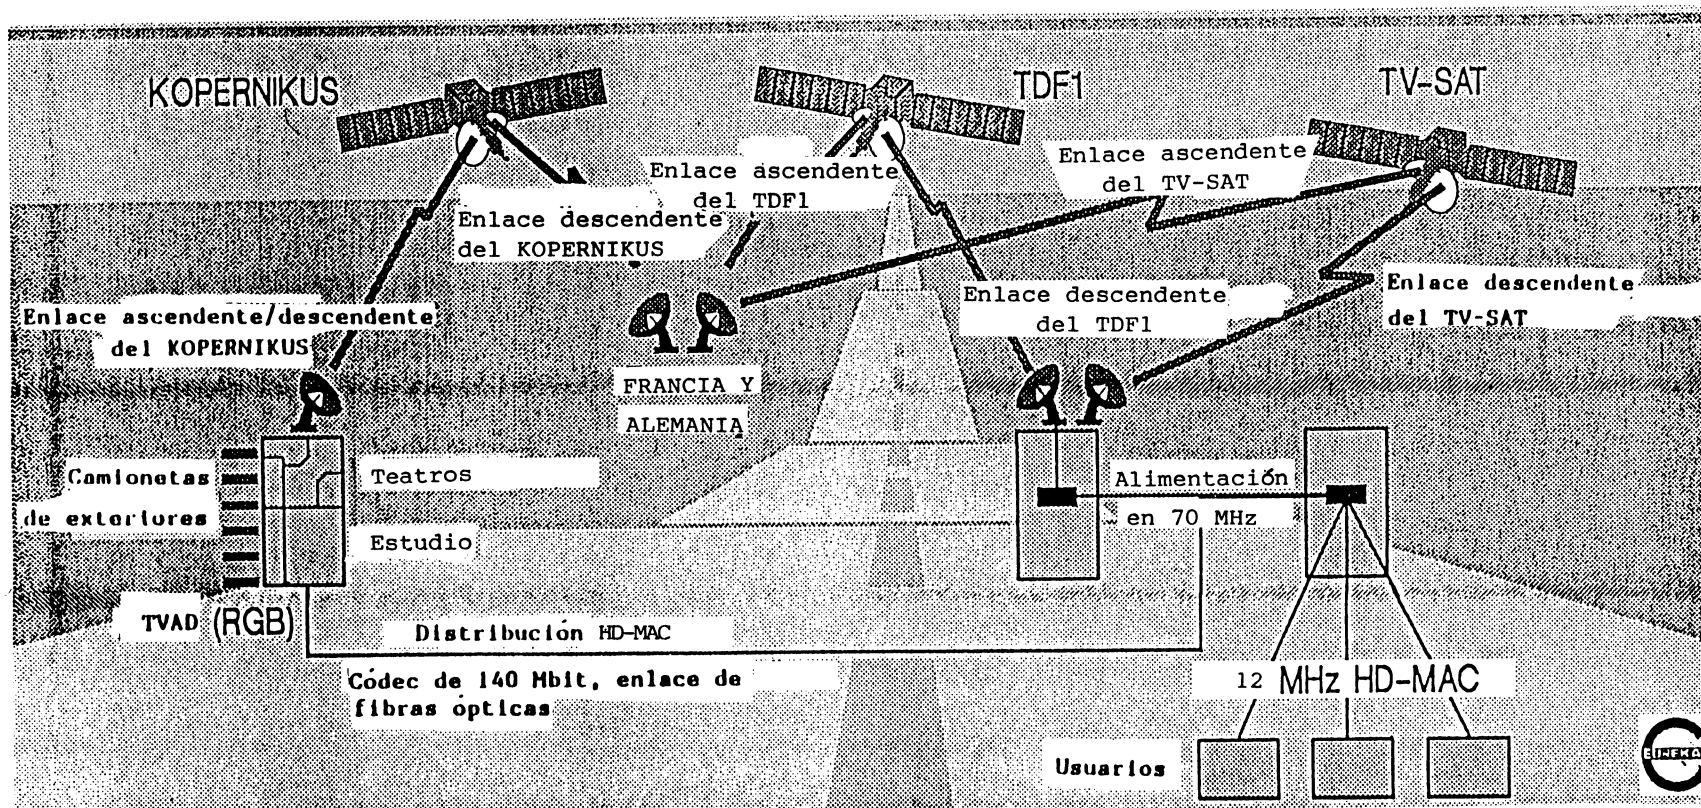 KOPERNIKUS
TDF1
TV-SAT
Enlace ascendente
del TDF1
Enlace ascendente
del TV-SAT
Enlace descendente
del KOPERNIKUS
Enlace ascendente/descendente
del KOPERNIKUS
Enlace descendente
del TDF1
Enlace descendente
del TV-SAT
FRANCIA Y
ALEMANIA
Camionetas
de exteriores
Teatros
Estudio
Alimentación
en 70 MHz
TVAD (RGB)
Distribución HD-MAC
Códec de 140 Mbit, enlace de
fibras ópticas
12 MHz HD-MAC
Usuarios
EUREKA